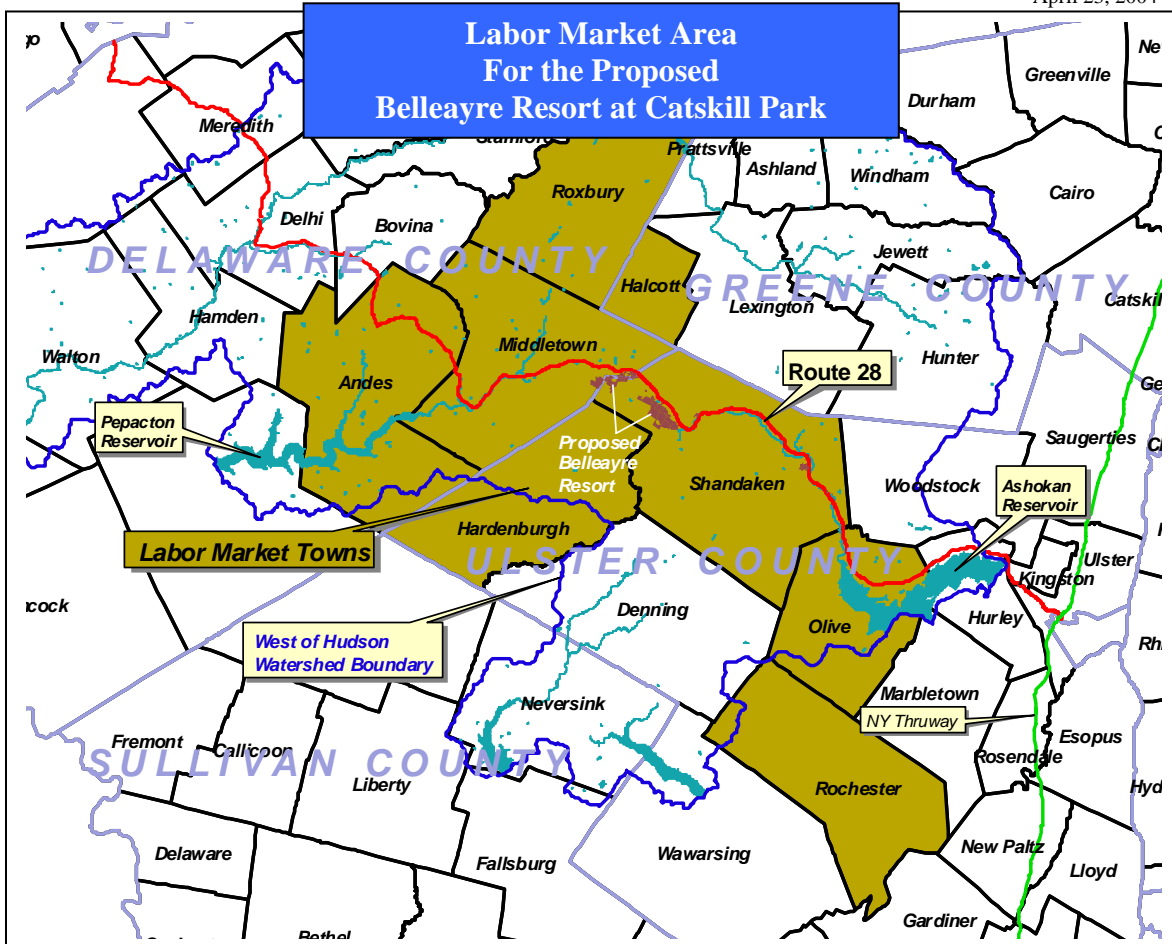 April 23, 2004
Labor Market Area
For the Proposed
Belleayre Resort at Catskill Park
Greenville
Durham
Meredith
Prattsville
Ashland
Windham
Cairo
Roxbury
Delhi
Bovina
Jewett
DELAWARE COUNTY
Halcott
GREENE COUNTY
Lexington
Hamden
Middletown
Hunter
Walton
Andes
Route 28
Pepacton
Reservoir
Proposed
Belleayre
Resort
Saugerties
Shandaken
Woodstock
Ashokan
Reservoir
Hardenburgh
Labor Market Towns
ULSTER COUNTY
Ulster
Kingston
Denning
Olive
Hurley
West of Hudson
Watershed Boundary
Marbletown
Neversink
NY Thruway
Esopus
Fremont
Callicoon
Rosendale
SULLIVAN COUNTY
Liberty
Rochester
Delaware
Fallsburg
Wawarsing
New Paltz
Lloyd
Gardiner